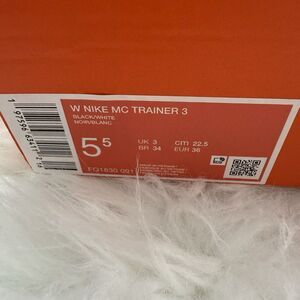 W NIKE MC TRAINER 3
BLACK/WHITE
NOIR/BLANC
5 5
UK 3
CITI 22.5
BR 34
EUR 36
FQ1830 001